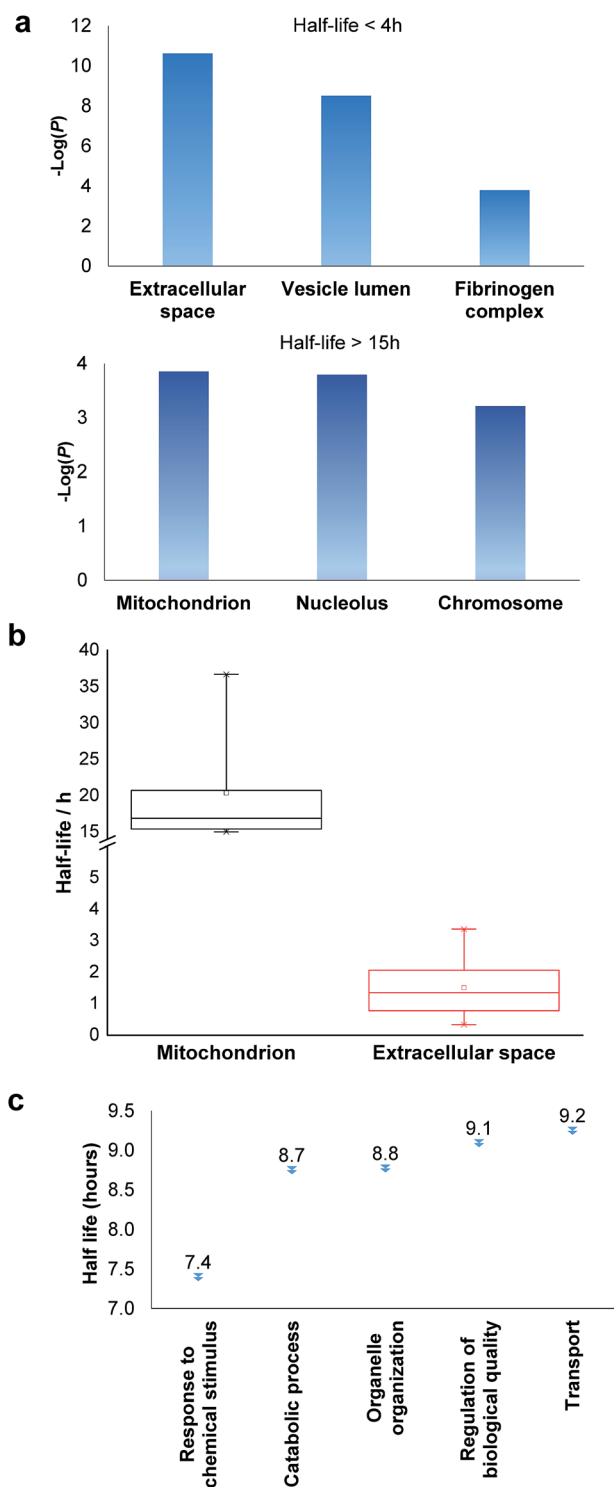 a
Half-life < 4h
12
10
8
6
4
2
0
-Log(P)
Extracellular
space
Vesicle lumen
Fibrinogen
complex
Half-life > 15h
4
3
2
1
0
-Log(P)
Mitochondrion
Nucleolus
Chromosome
b
40
35
30
25
20
15
5
4
3
2
1
0
Half-life / h
Mitochondrion
Extracellular space
c
9.5
9.0
8.5
8.0
7.5
7.0
Half life (hours)
7.4
8.7
8.8
9.1
9.2
Response to
chemical stimulus
Catabolic process
Organelle
organization
Regulation of
biological quality
Transport